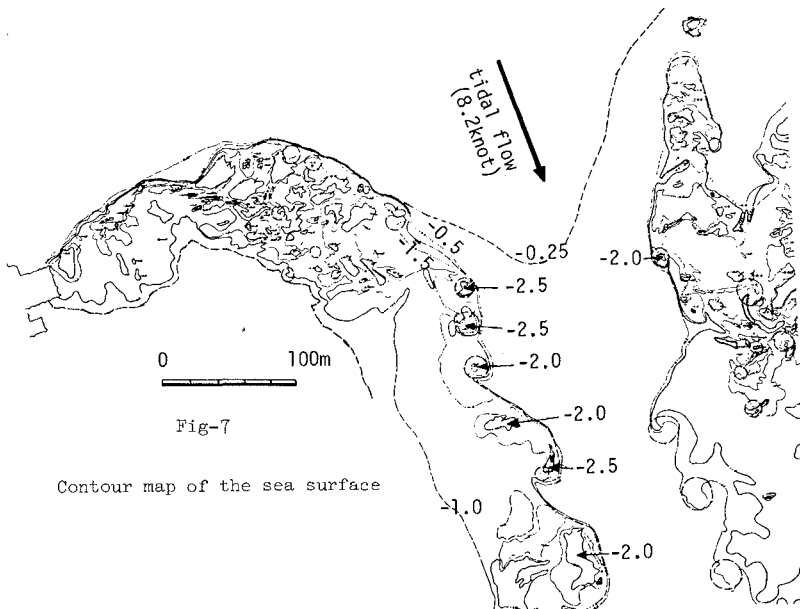 tidal flow
(8.2knot)
-0.5
-0.25
-1.5
-2.0
-2.5
-2.5
-2.0
-2.0
-2.5
-1.0
-2.0
0 100m
Fig-7
Contour map of the sea surface